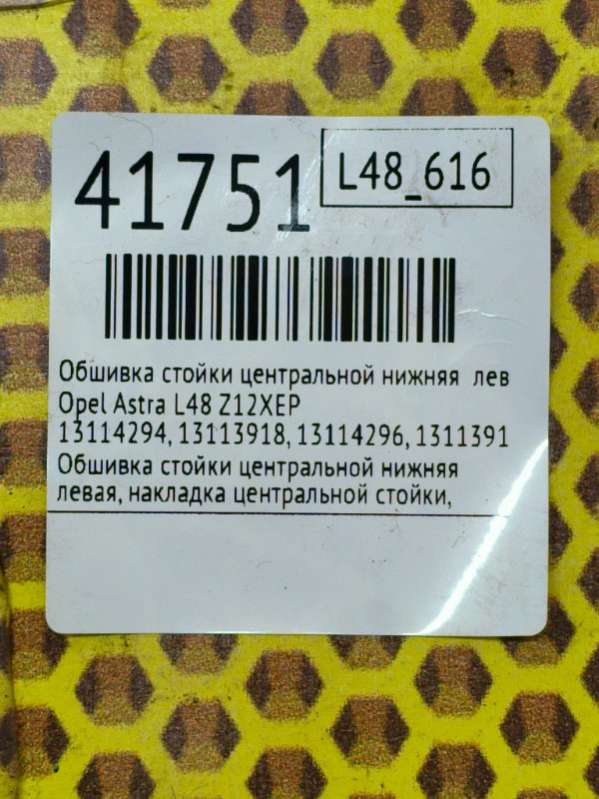 41751
L48_616
Обшивка стойки центральной нижняя лев
Opel Astra L48 Z12XEP
13114294, 13113918, 13114296, 1311391
Обшивка стойки центральной нижняя
левая, накладка центральной стойки,